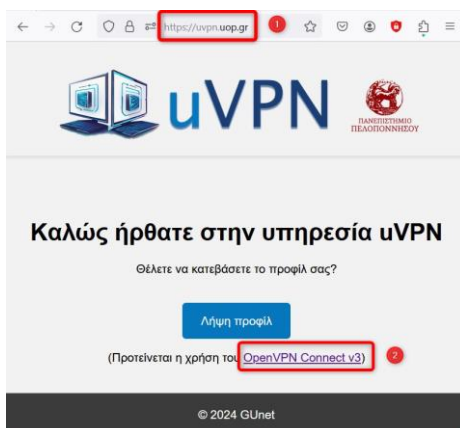 https://uvpn.uop.gr
1
uVPN
ΠΑΝΕΠΙΣΤΗΜΙΟ
ΠΕΛΟΠΟΝΝΗΣΟΥ
Καλώς ήρθατε στην υπηρεσία uVPN
Θέλετε να κατεβάσετε το προφίλ σας?
Λήψη προφίλ
(Προτείνεται η χρήση του OpenVPN Connect v3)
2
© 2024 GUnet